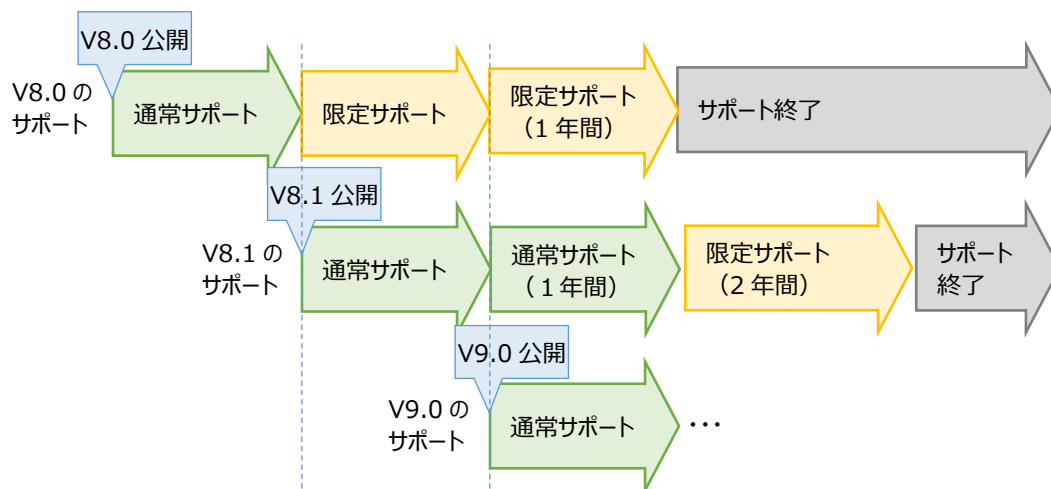 V8.0 公開
V8.0 の
サポート
通常サポート
限定サポート
限定サポート
（1 年間）
サポート終了
V8.1 公開
V8.1 の
サポート
通常サポート
通常サポート
（1 年間）
限定サポート
（2 年間）
サポート
終了
V9.0 公開
V9.0 の
サポート
通常サポート
…